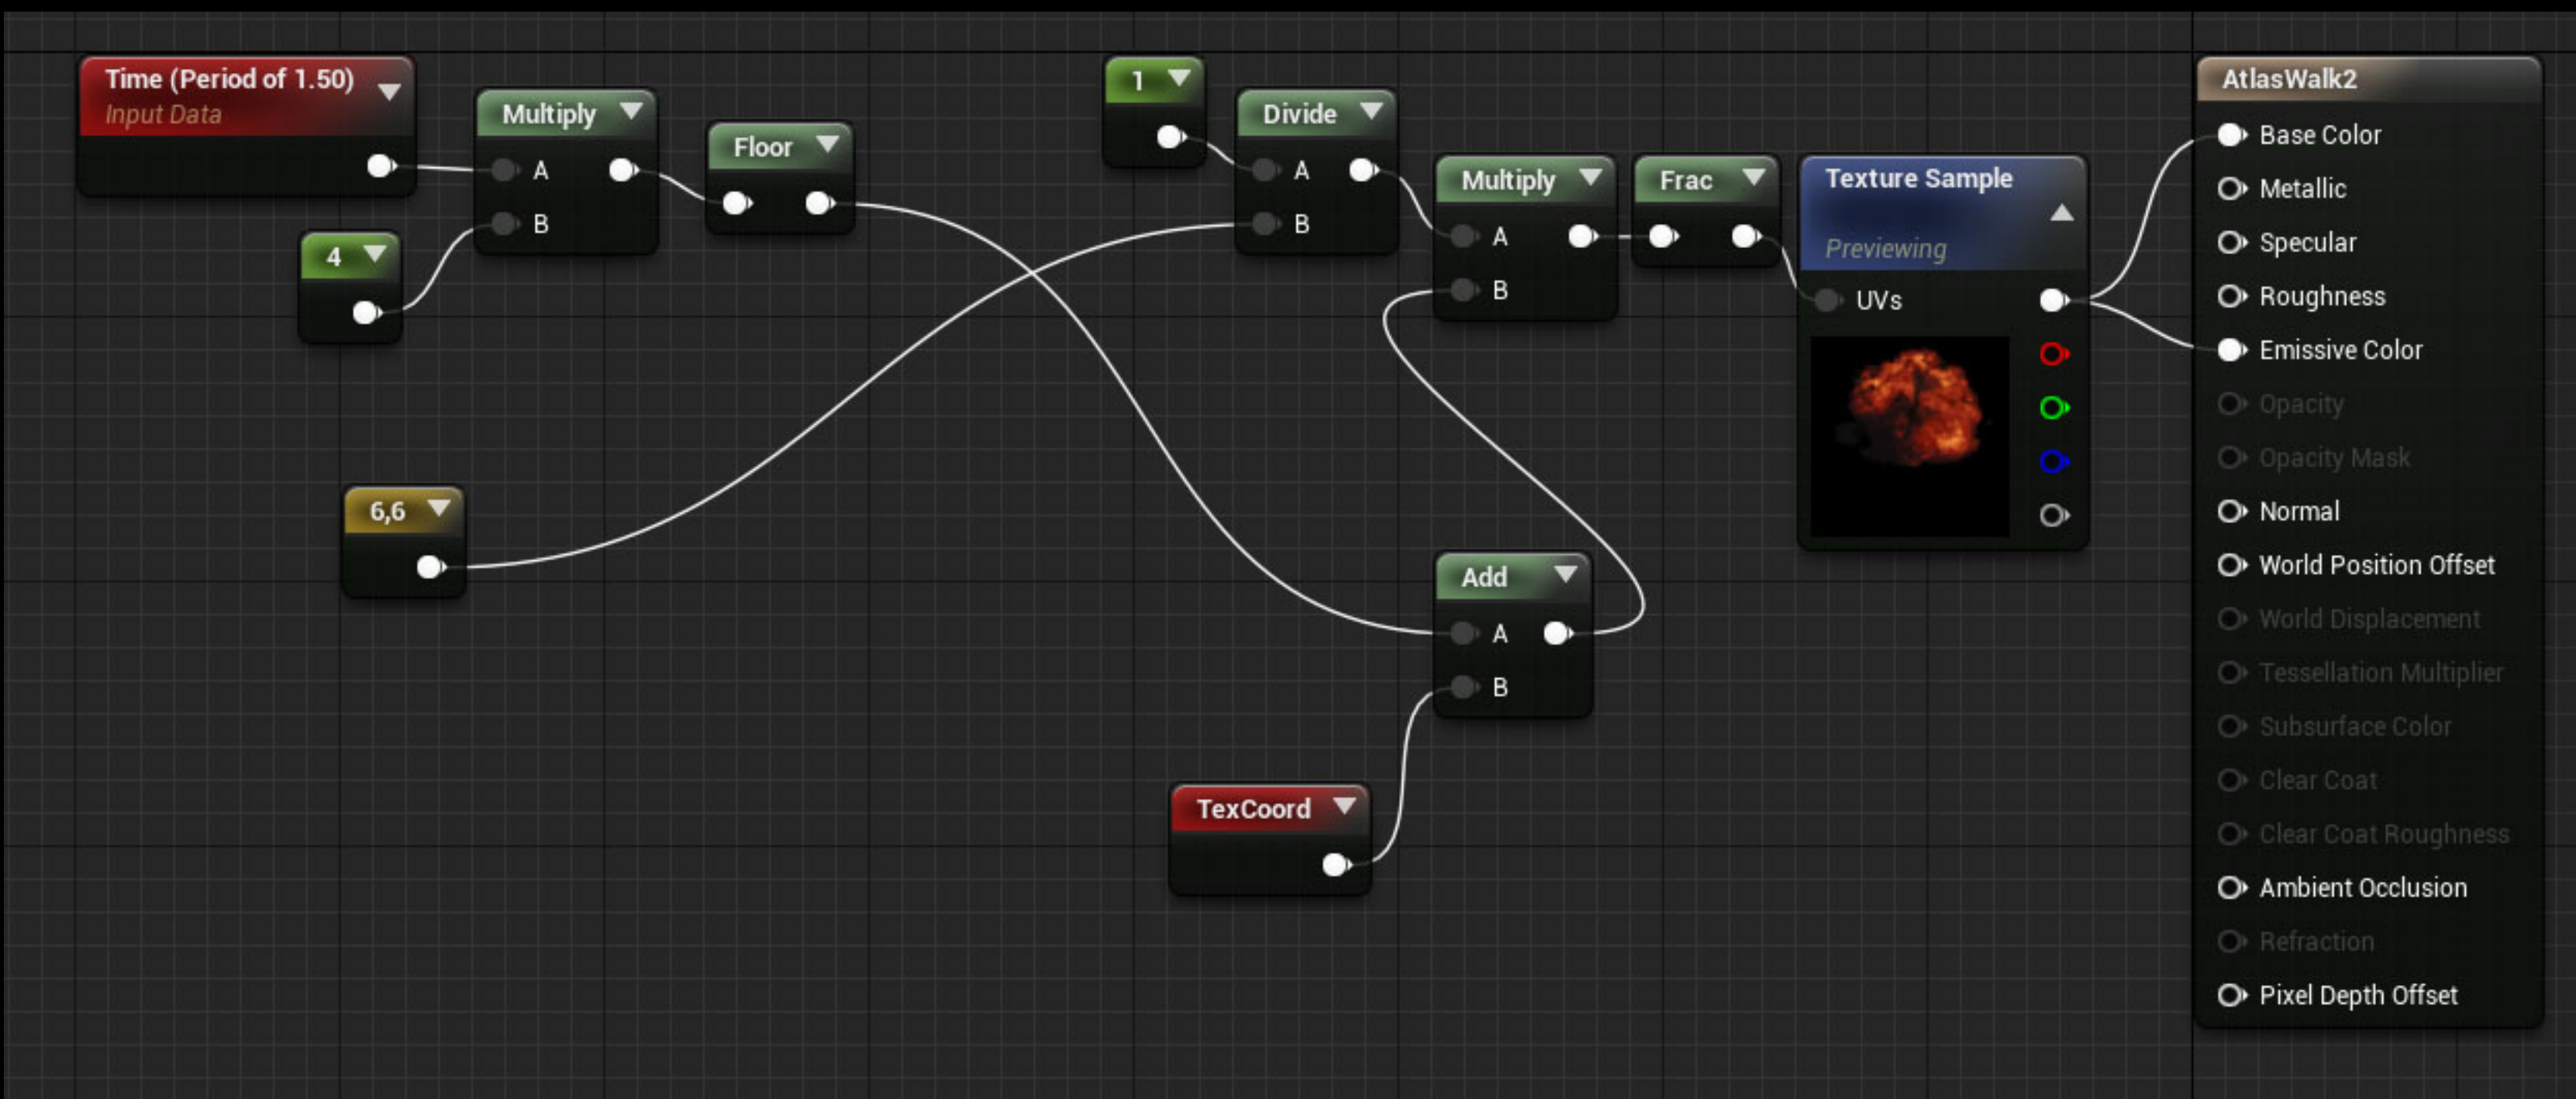 Time (Period of 1.50)
Input Data
4
6,6
Multiply
A
B
Floor
1
Divide
A
B
Multiply
A
B
Frac
Add
A
B
TexCoord
Texture Sample
Previewing
UVs
AtlasWalk2
Base Color
Metallic
Specular
Roughness
Emissive Color
Opacity
Opacity Mask
Normal
World Position Offset
World Displacement
Tessellation Multiplier
Subsurface Color
Clear Coat
Clear Coat Roughness
Ambient Occlusion
Refraction
Pixel Depth Offset